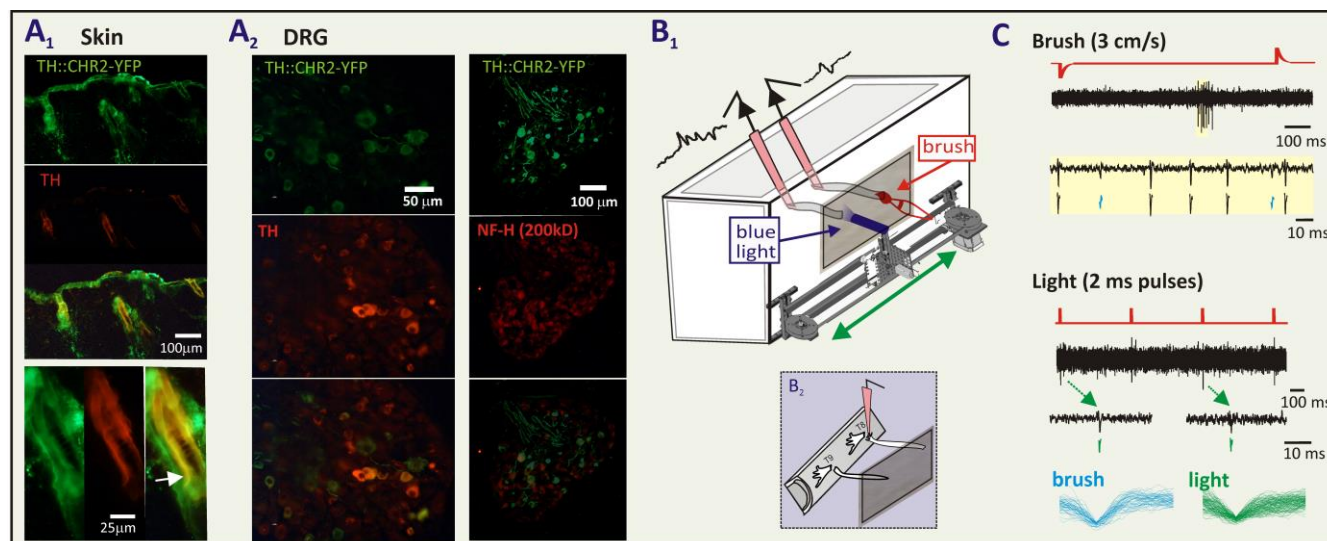 A1 Skin
TH::CHR2-YFP
TH
100µm
25µm
A2 DRG
TH::CHR2-YFP
50 µm
TH
TH::CHR2-YFP
100 µm
NF-H (200kD)
B1
brush
blue
light
B2
T8
T9
C
Brush (3 cm/s)
100 ms
10 ms
Light (2 ms pulses)
100 ms
10 ms
brush
light